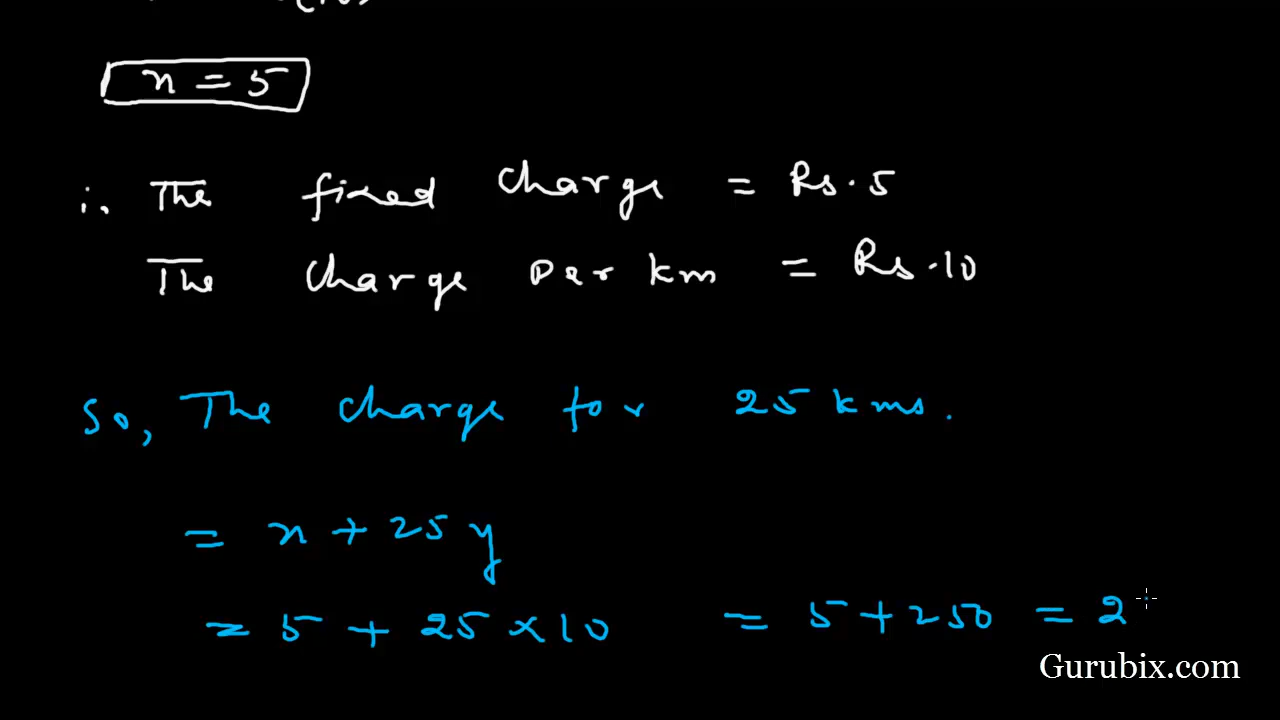 x = 5
∴ The fixed charge = Rs. 5
The charge per km = Rs. 10
So, The charge for 25 kms.
= x + 25 y
= 5 + 25 × 10 = 5 + 250 = 2
Gurubix.com